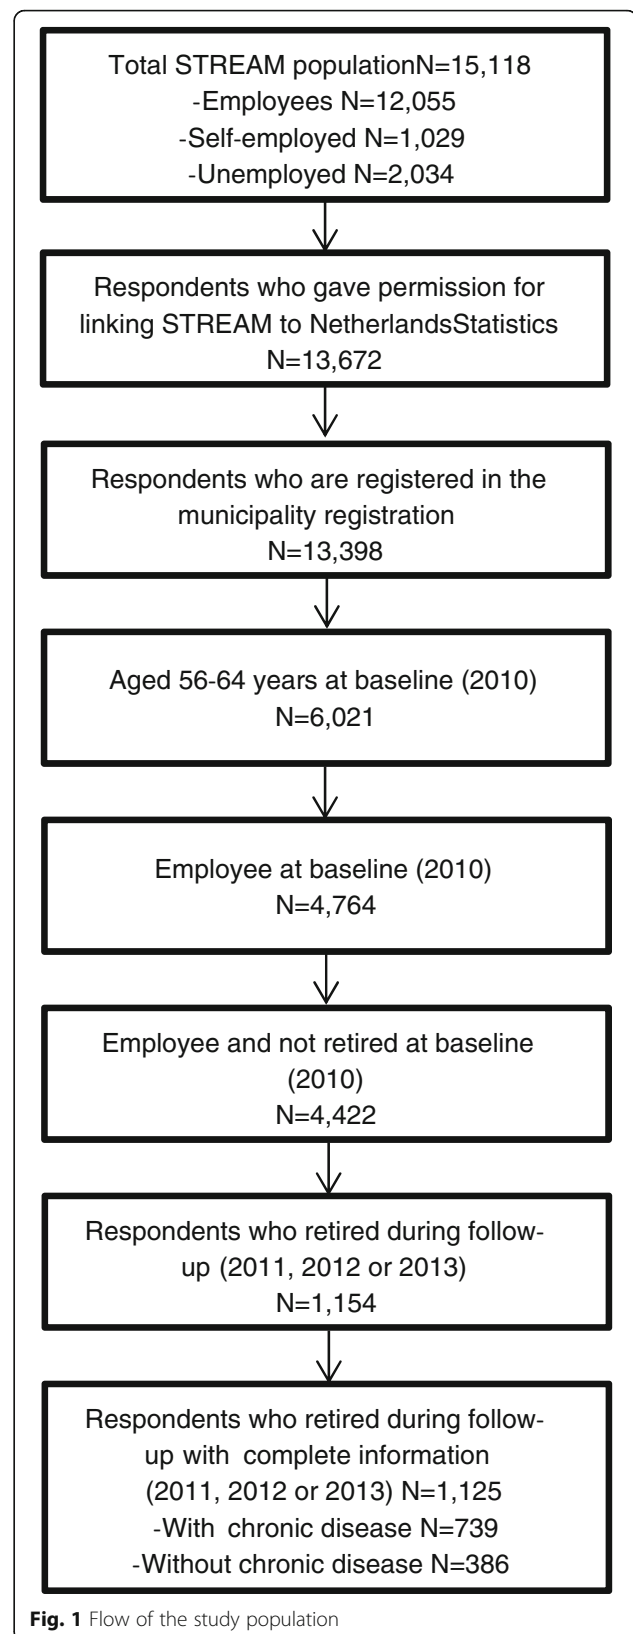 Total STREAM populationN=15,118
-Employees N=12,055
-Self-employed N=1,029
-Unemployed N=2,034
Respondents who gave permission for
linking STREAM to NetherlandsStatistics
N=13,672
Respondents who are registered in the
municipality registration
N=13,398
Aged 56-64 years at baseline (2010)
N=6,021
Employee at baseline (2010)
N=4,764
Employee and not retired at baseline
(2010)
N=4,422
Respondents who retired during follow-
up (2011, 2012 or 2013)
N=1,154
Respondents who retired during follow-
up with complete information
(2011, 2012 or 2013) N=1,125
-With chronic disease N=739
-Without chronic disease N=386
Fig. 1 Flow of the study population